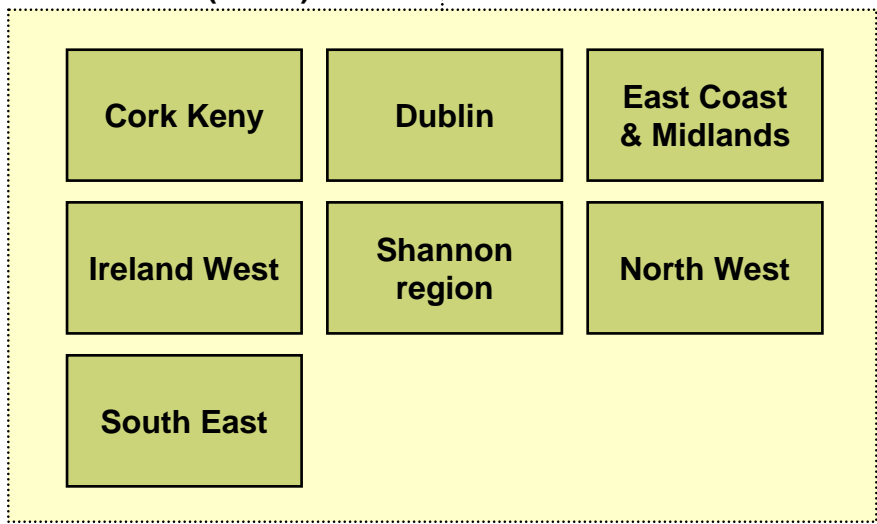 Cork Keny
Dublin
East Coast
& Midlands
Ireland West
Shannon
region
North West
South East